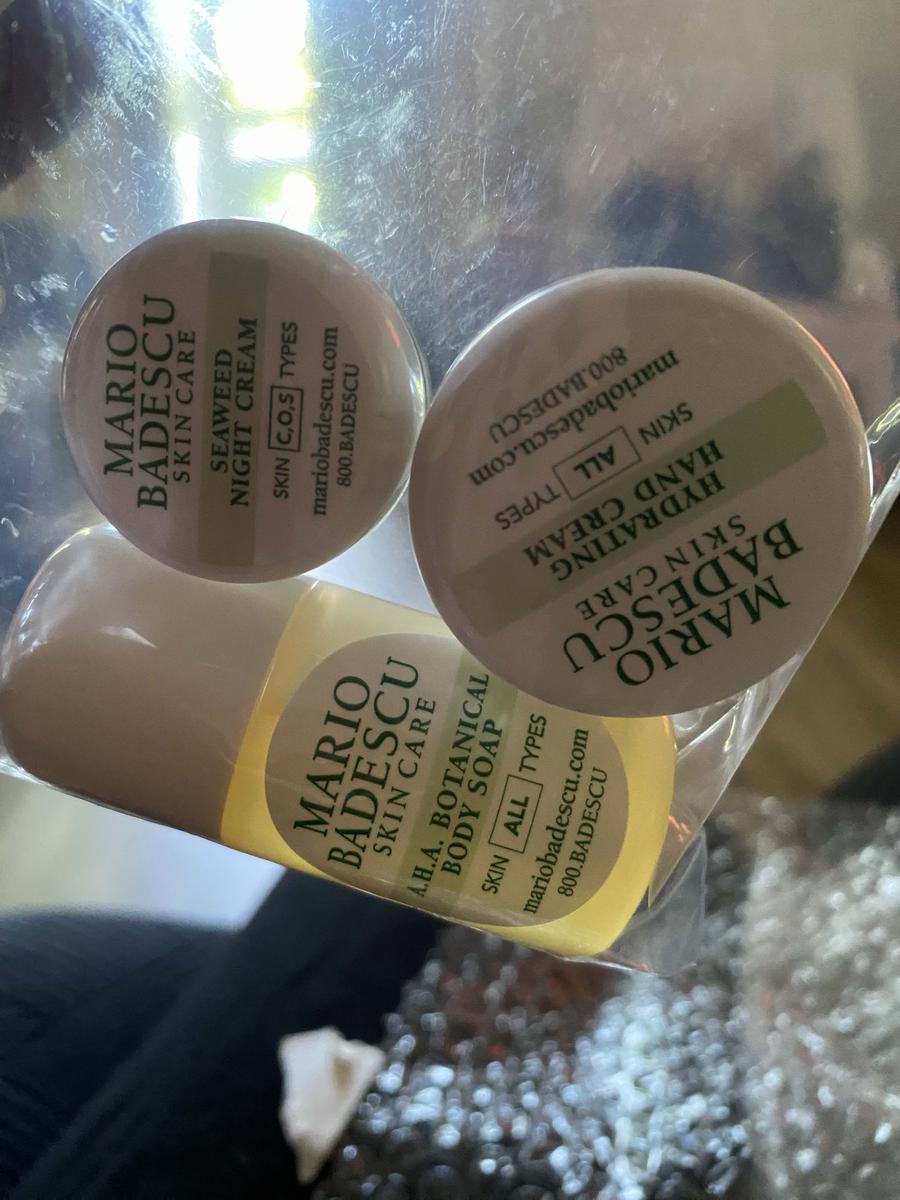 MARIO
BADESCU
SKIN CARE
SEAWEED
NIGHT CREAM
SKIN C.O.S TYPES
mariobadescu.com
800.BADESCU
MARIO
BADESCU
SKIN CARE
HYDRATING
HAND CREAM
SKIN ALL TYPES
mariobadescu.com
800.BADESCU
MARIO
BADESCU
SKIN CARE
A.H.A. BOTANICAL
BODY SOAP
SKIN ALL TYPES
mariobadescu.com
800.BADESCU